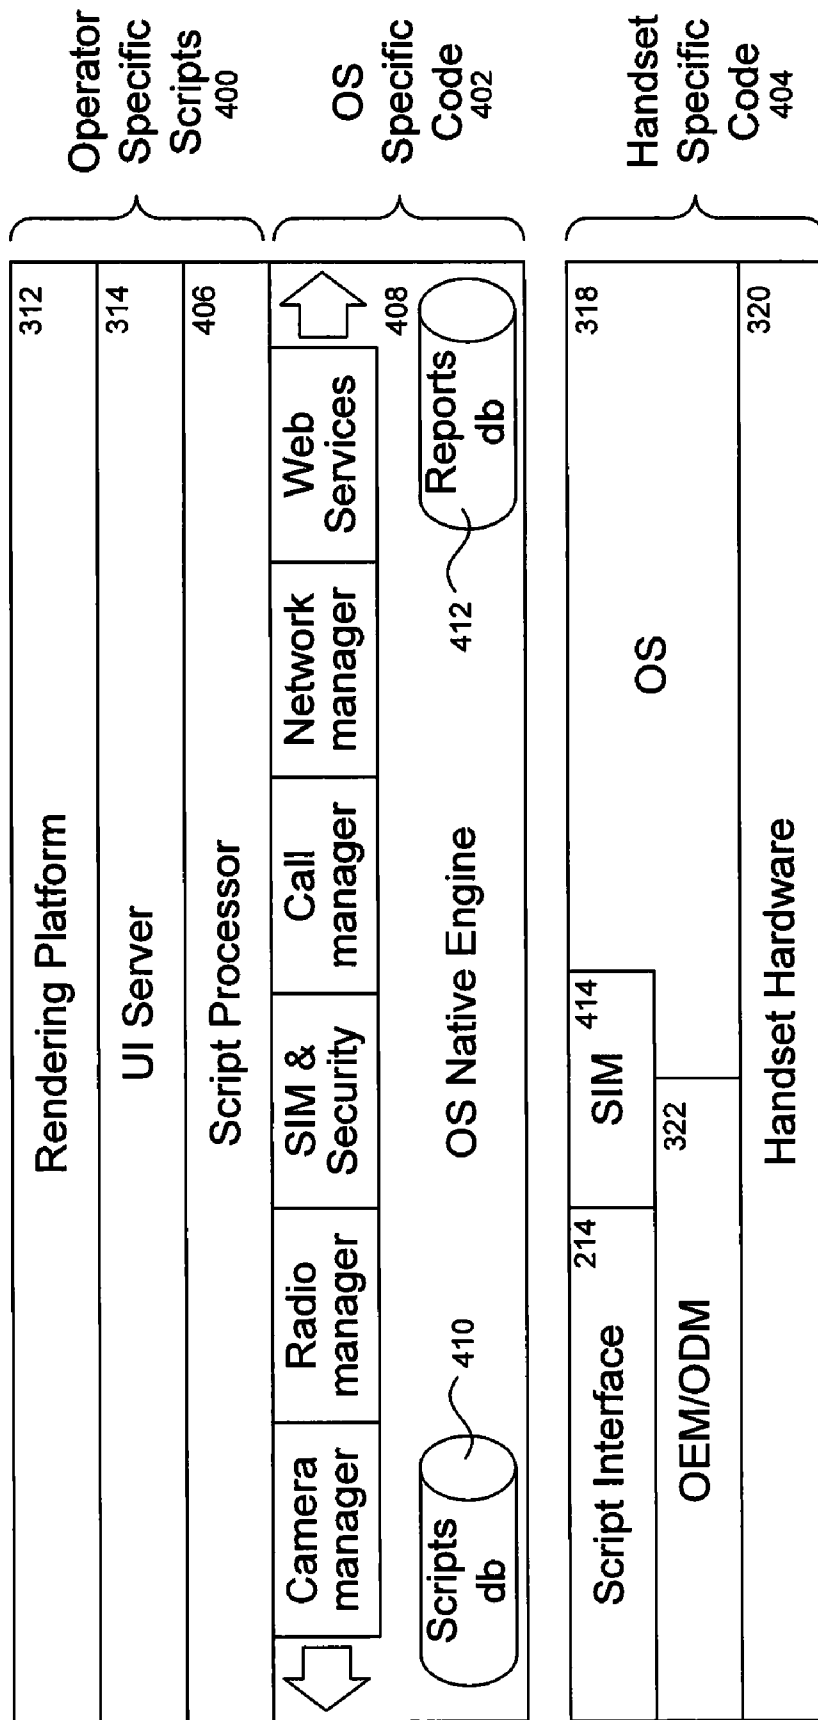 Rendering Platform
312
Operator
Specific
Scripts
400
UI Server
314
Script Processor
406
Camera
manager
Radio
manager
SIM &
Security
Call
manager
Network
manager
Web
Services
OS
Specific
Code
402
408
Scripts
db
410
OS Native Engine
412
Reports
db
Script Interface
214
SIM
414
OS
318
Handset
Specific
Code
404
OEM/ODM
322
Handset Hardware
320